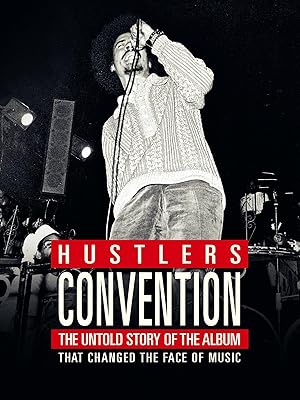 HUSTLERS
CONVENTION
THE UNTOLD STORY OF THE ALBUM
THAT CHANGED THE FACE OF MUSIC